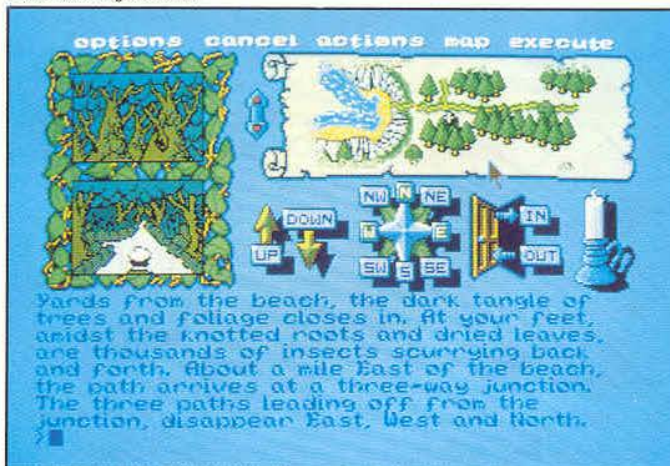 options cancel actions map execute
NW N NE
DOWN
W E
IN
UP
SW S SE
OUT
Yards from the beach, the dark tangle of
trees and foliage closes in. At your feet,
amidst the knotted roots and dried leaves,
are thousands of insects scurrying back
and forth. About a mile East of the beach,
the path arrives at a three-way junction.
The three paths leading off from the
junction, disappear East, West and North.
>